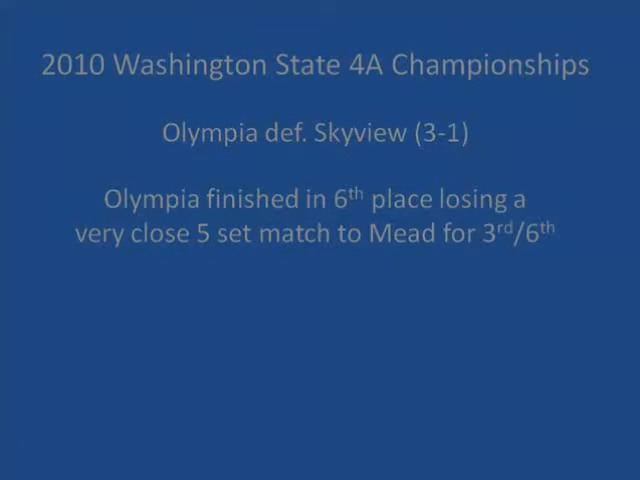 2010 Washington State 4A Championships
Olympia def. Skyview (3-1)
Olympia finished in 6th place losing a
very close 5 set match to Mead for 3rd/6th